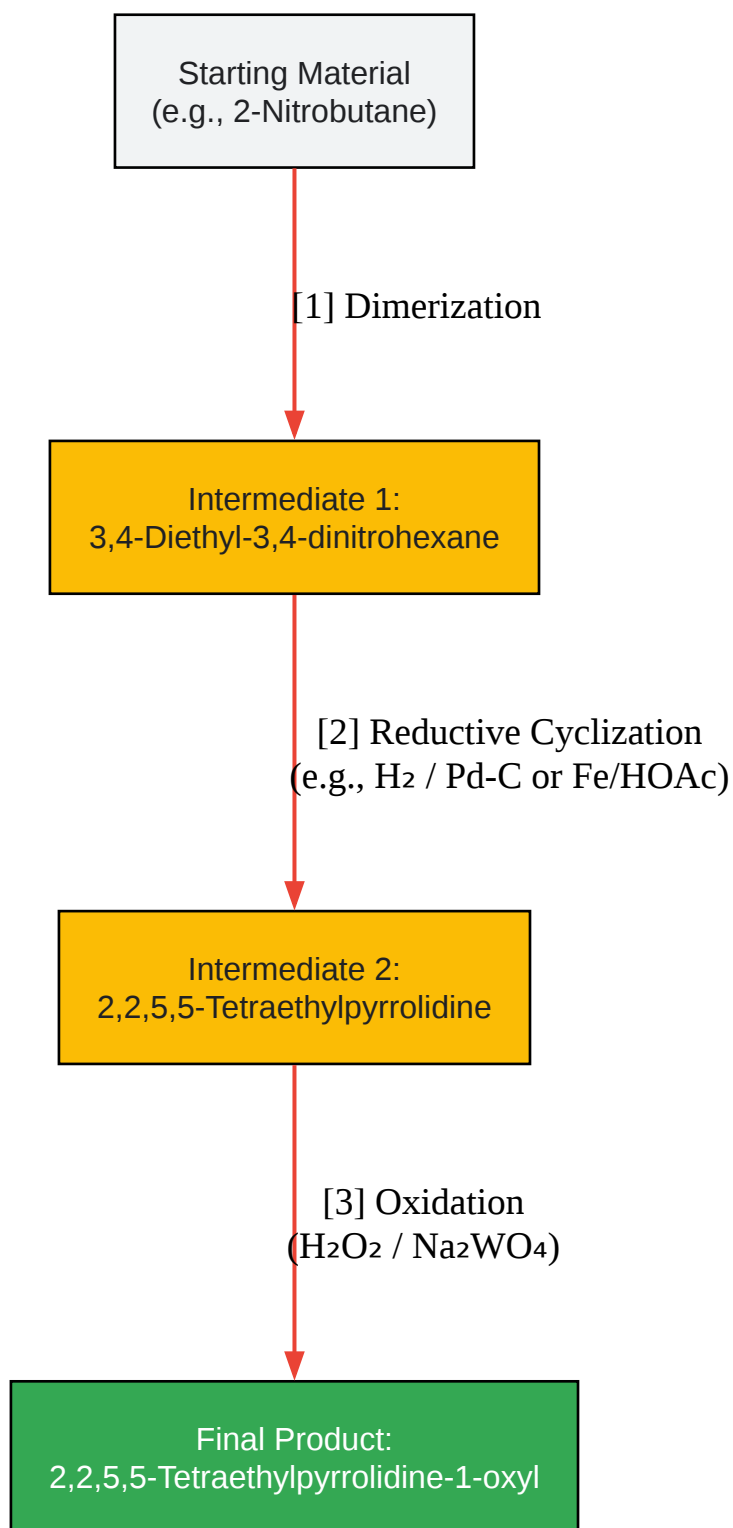 Starting Material
(e.g., 2-Nitrobutane)
[1] Dimerization
Intermediate 1:
3,4-Diethyl-3,4-dinitrohexane
[2] Reductive Cyclization
(e.g., H₂ / Pd-C or Fe/HOAc)
Intermediate 2:
2,2,5,5-Tetraethylpyrrolidine
[3] Oxidation
(H₂O₂ / Na₂WO₄)
Final Product:
2,2,5,5-Tetraethylpyrrolidine-1-oxyl